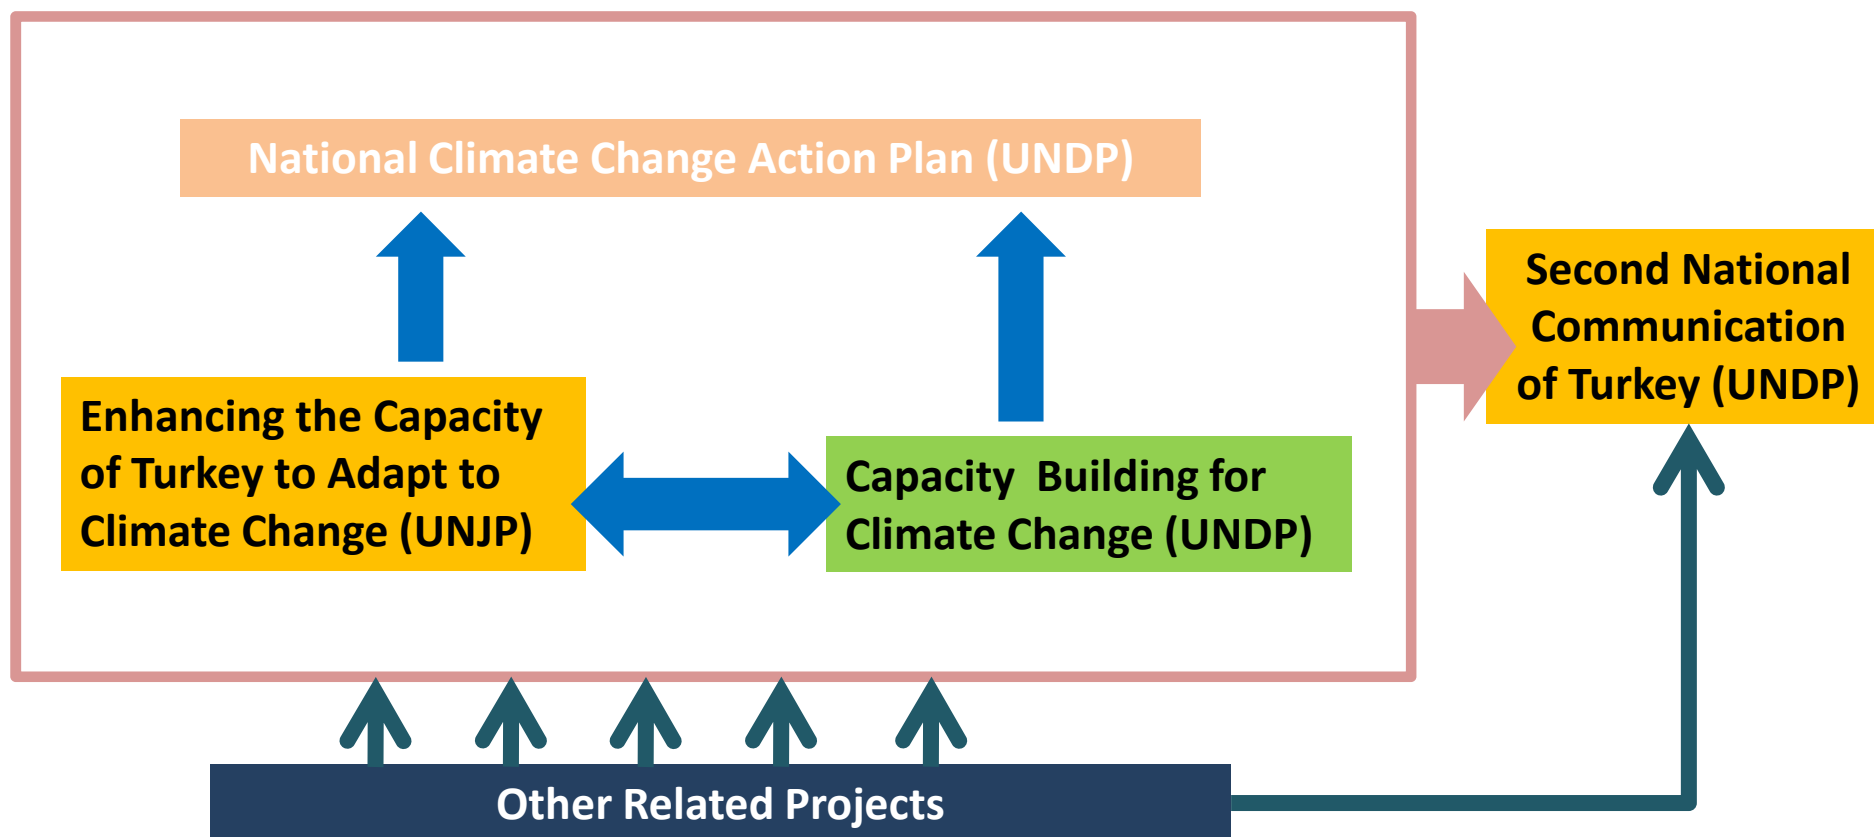 National Climate Change Action Plan (UNDP)
Second National
Communication
of Turkey (UNDP)
Enhancing the Capacity
of Turkey to Adapt to
Climate Change (UNJP)
Capacity  Building for
Climate Change (UNDP)
Other Related Projects